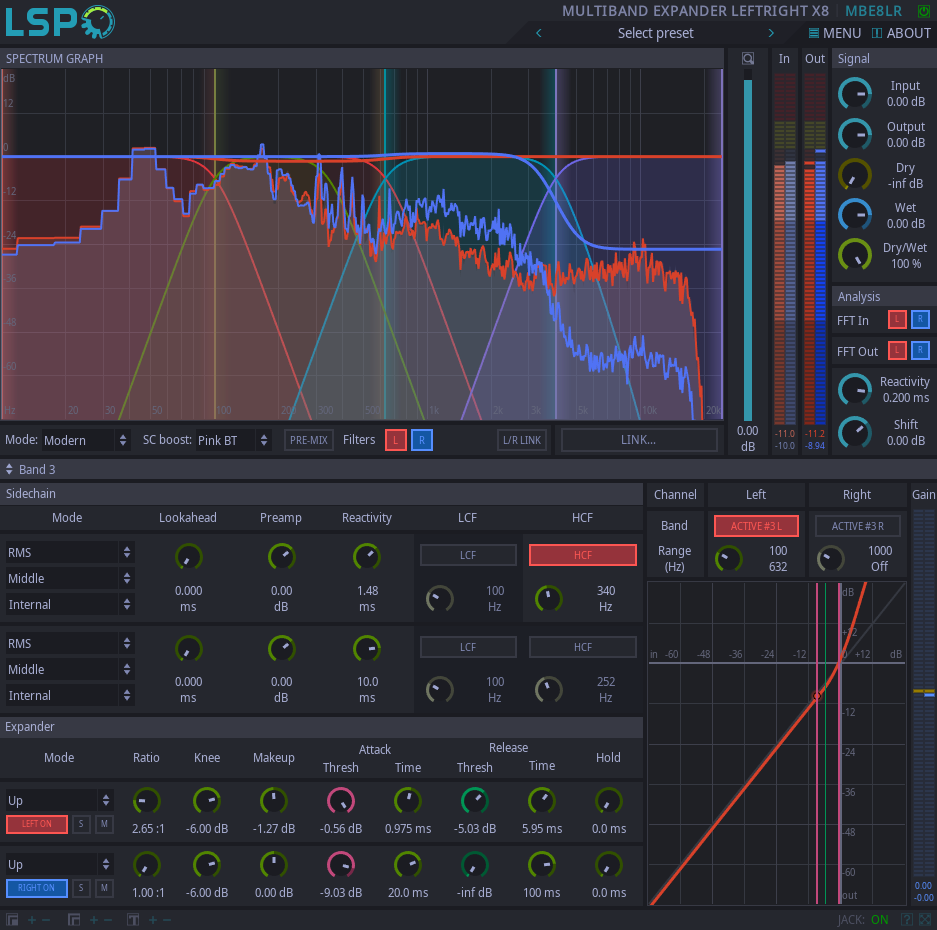 LSP
MULTIBAND EXPANDER LEFTRIGHT X8 MBE8LR
Select preset
MENU ABOUT
SPECTRUM GRAPH
In Out
Signal
dB
12
0
-12
-24
-36
-48
-60
Hz 20 30 50 100 200 300 500 1k 2k 3k 5k 10k 20k
0.00
dB
-11.0 -11.2
-10.0 -8.94
Input
0.00 dB
Output
0.00 dB
Dry
-inf dB
Wet
0.00 dB
Dry/Wet
100 %
Analysis
FFT In L R
FFT Out L R
Reactivity
0.200 ms
Shift
0.00 dB
Mode: Modern SC boost: Pink BT PRE-MIX Filters L R L/R LINK LINK...
Band 3
Sidechain
Mode Lookahead Preamp Reactivity LCF HCF
RMS
Middle
Internal
0.000
ms
0.00
dB
1.48
ms
LCF
100
Hz
HCF
340
Hz
RMS
Middle
Internal
0.000
ms
0.00
dB
10.0
ms
LCF
100
Hz
HCF
252
Hz
Expander
Mode Ratio Knee Makeup Attack Release Hold
Thresh Time Thresh Time
Up
LEFT ON S M
2.65 :1 -6.00 dB -1.27 dB -0.56 dB 0.975 ms -5.03 dB 5.95 ms 0.0 ms
Up
RIGHT ON S M
1.00 :1 -6.00 dB 0.00 dB -9.03 dB 20.0 ms -inf dB 100 ms 0.0 ms
Channel Left Right Gain
Band ACTIVE #3 L ACTIVE #3 R
Range
(Hz)
100
632
1000
Off
dB
+12
in -60 -48 -36 -24 -12 0 +12 dB
-12
-24
-36
-48
-60
out
0.00
-0.00
JACK: ON ?